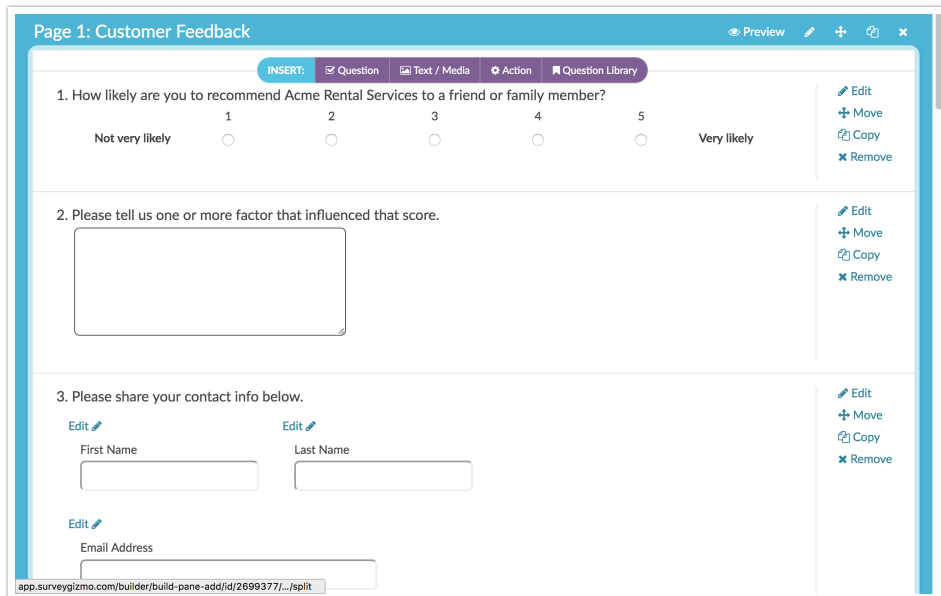 Page 1: Customer Feedback Preview
INSERT: Question Text / Media Action Question Library
1. How likely are you to recommend Acme Rental Services to a friend or family member?
1 2 3 4 5
Not very likely Very likely
Edit
Move
Copy
Remove
2. Please tell us one or more factor that influenced that score.
Edit
Move
Copy
Remove
3. Please share your contact info below.
Edit
Move
Copy
Remove
Edit Edit
First Name Last Name
Edit
Email Address
app.surveygizmo.com/builder/build-pane-add/id/2699377/.../split